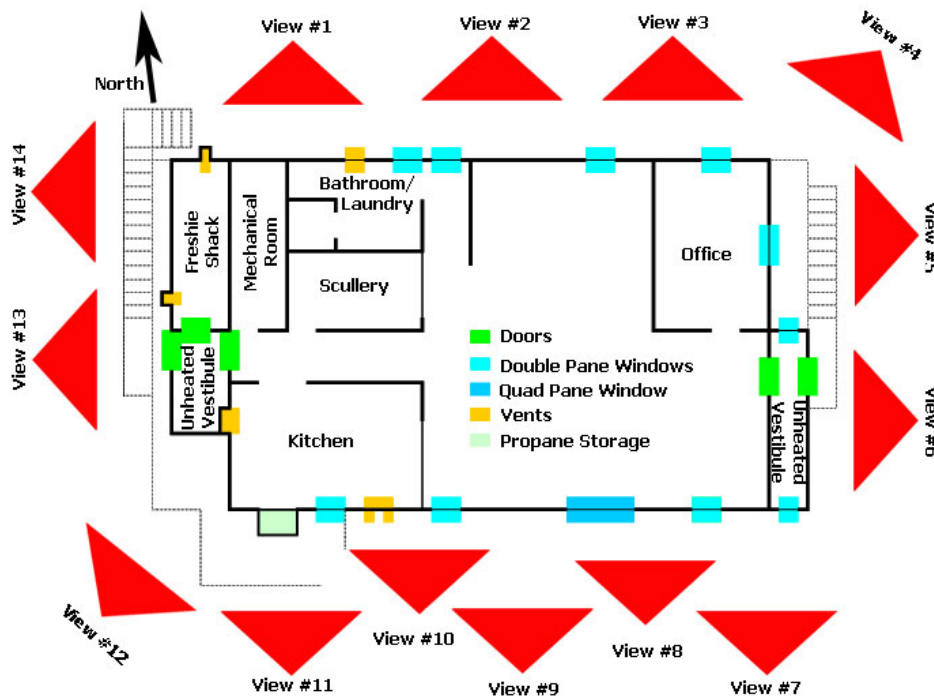 View #1
View #2
View #3
View #4
North
View #14
Bathroom/
Laundry
Freshie
Shack
Mechanical
Room
Office
View #5
Scullery
View #13
Unheated
Vestibule
Doors
Double Pane Windows
Quad Pane Window
Vents
Propane Storage
Kitchen
Unheated
Vestibule
View #6
View #12
View #10
View #8
View #11
View #9
View #7